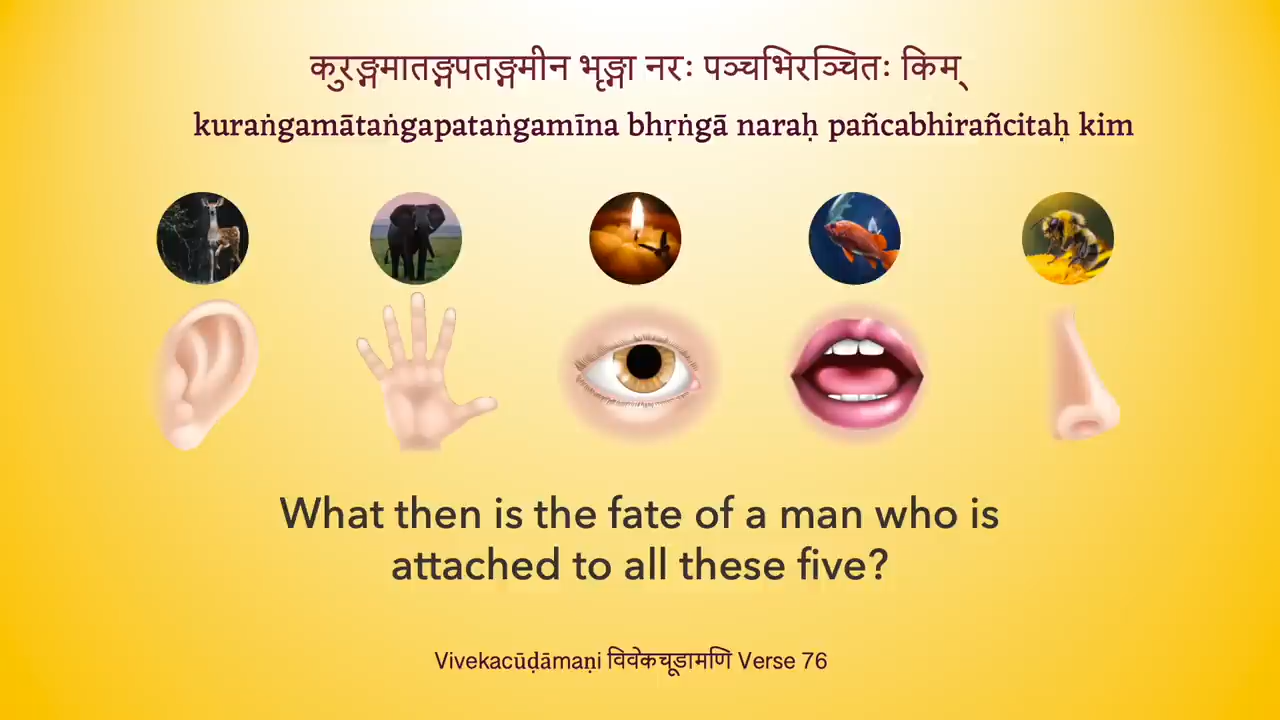 कुरङ्गमातङ्गपतङ्गमीन भृङ्गा नरः पञ्चभिरञ्चितः किम्
kuraṅgamātaṅgapataṅgamīna bhṛṅgā naraḥ pañcabhirañcitaḥ kim
What then is the fate of a man who is
attached to all these five?
Vivekacūḍāmaṇi विवेकचूडामणि Verse 76